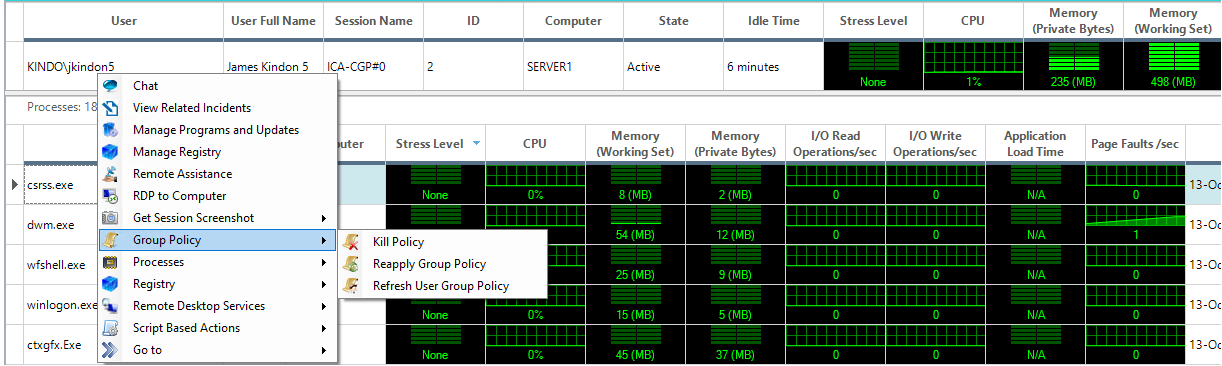 User User Full Name Session Name ID Computer State Idle Time Stress Level CPU Memory (Private Bytes) Memory (Working Set)
KINDO\jkindon5 James Kindon 5 ICA-CGP#0 2 SERVER1 Active 6 minutes None 1% 235 (MB) 498 (MB)
Processes: 18
Stress Level CPU Memory (Working Set) Memory (Private Bytes) I/O Read Operations/sec I/O Write Operations/sec Application Load Time Page Faults /sec
csrss.exe None 0% 8 (MB) 2 (MB) 0 0 N/A 0 13-Oc
dwm.exe 54 (MB) 12 (MB) 0 0 N/A 1 13-Oc
wfshell.exe 25 (MB) 9 (MB) 0 0 N/A 0 13-Oc
winlogon.exe None 0% 15 (MB) 5 (MB) 0 0 N/A 0 13-Oc
ctxgfx.Exe None 0% 45 (MB) 37 (MB) 0 0 N/A 0 13-Oc
Chat
View Related Incidents
Manage Programs and Updates
Manage Registry
Remote Assistance
RDP to Computer
Get Session Screenshot
Group Policy
Processes
Registry
Remote Desktop Services
Script Based Actions
Go to
Kill Policy
Reapply Group Policy
Refresh User Group Policy